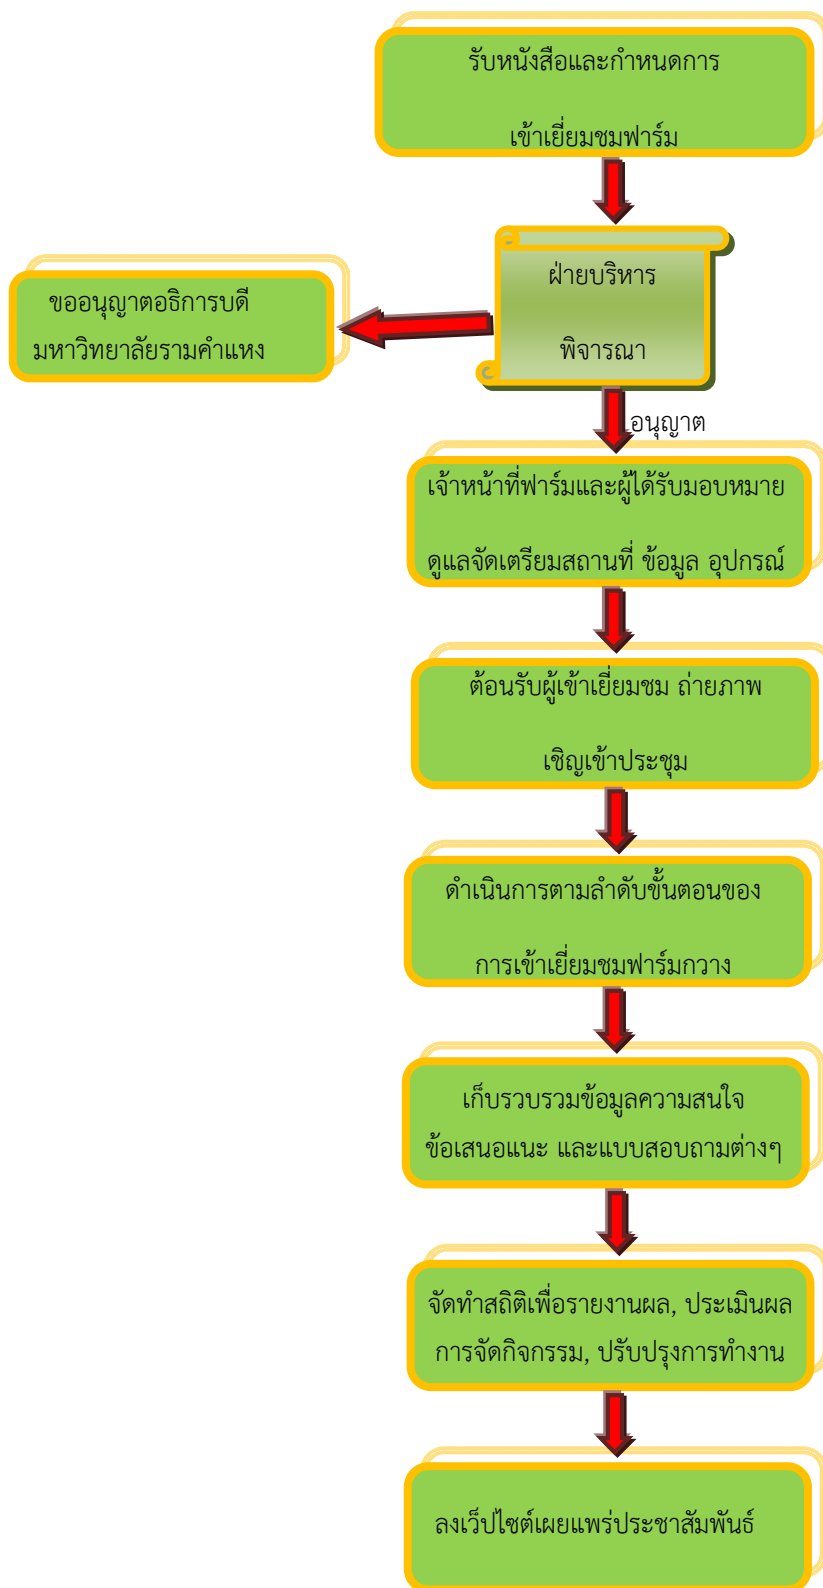 รับหนังสือและกำหนดการ
เข้าเยี่ยมชมฟาร์ม
ฝ่ายบริหาร
พิจารณา
ขออนุญาตอธิการบดี
มหาวิทยาลัยรามคำแหง
อนุญาต
เจ้าหน้าที่ฟาร์มและผู้ได้รับมอบหมาย
ดูแลจัดเตรียมสถานที่ ข้อมูล อุปกรณ์
ต้อนรับผู้เข้าเยี่ยมชม ถ่ายภาพ
เชิญเข้าประชุม
ดำเนินการตามลำดับขั้นตอนของ
การเข้าเยี่ยมชมฟาร์มกวาง
เก็บรวบรวมข้อมูลความสนใจ
ข้อเสนอแนะ และแบบสอบถามต่างๆ
จัดทำสถิติเพื่อรายงานผล, ประเมินผล
การจัดกิจกรรม, ปรับปรุงการทำงาน
ลงเว็ปไซต์เผยแพร่ประชาสัมพันธ์